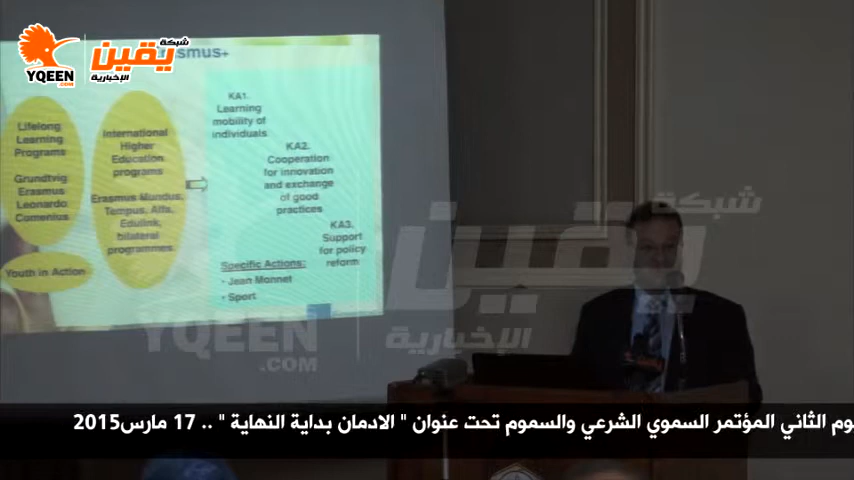 شبكة
يقين
الإخبارية
YQEEN
.COM
Erasmus+
Lifelong
Learning
Programs
Grundtvig
Erasmus
Leonardo
Comenius
Youth in Action
International
Higher
Education
programs
Erasmus Mundus,
Tempus, Alfa,
Edulink,
bilateral
programmes
KA1.
Learning
mobility of
individuals
KA2.
Cooperation
for innovation
and exchange
of good
practices
KA3.
Support
for policy
reform
Specific Actions:
- Jean Monnet
- Sport
شبكة
يقين
الإخبارية
YQEEN
.COM
الثاني المؤتمر السموي الشرعي والسموم تحت عنوان " الادمان بداية النهاية " .. 17 مارس2015